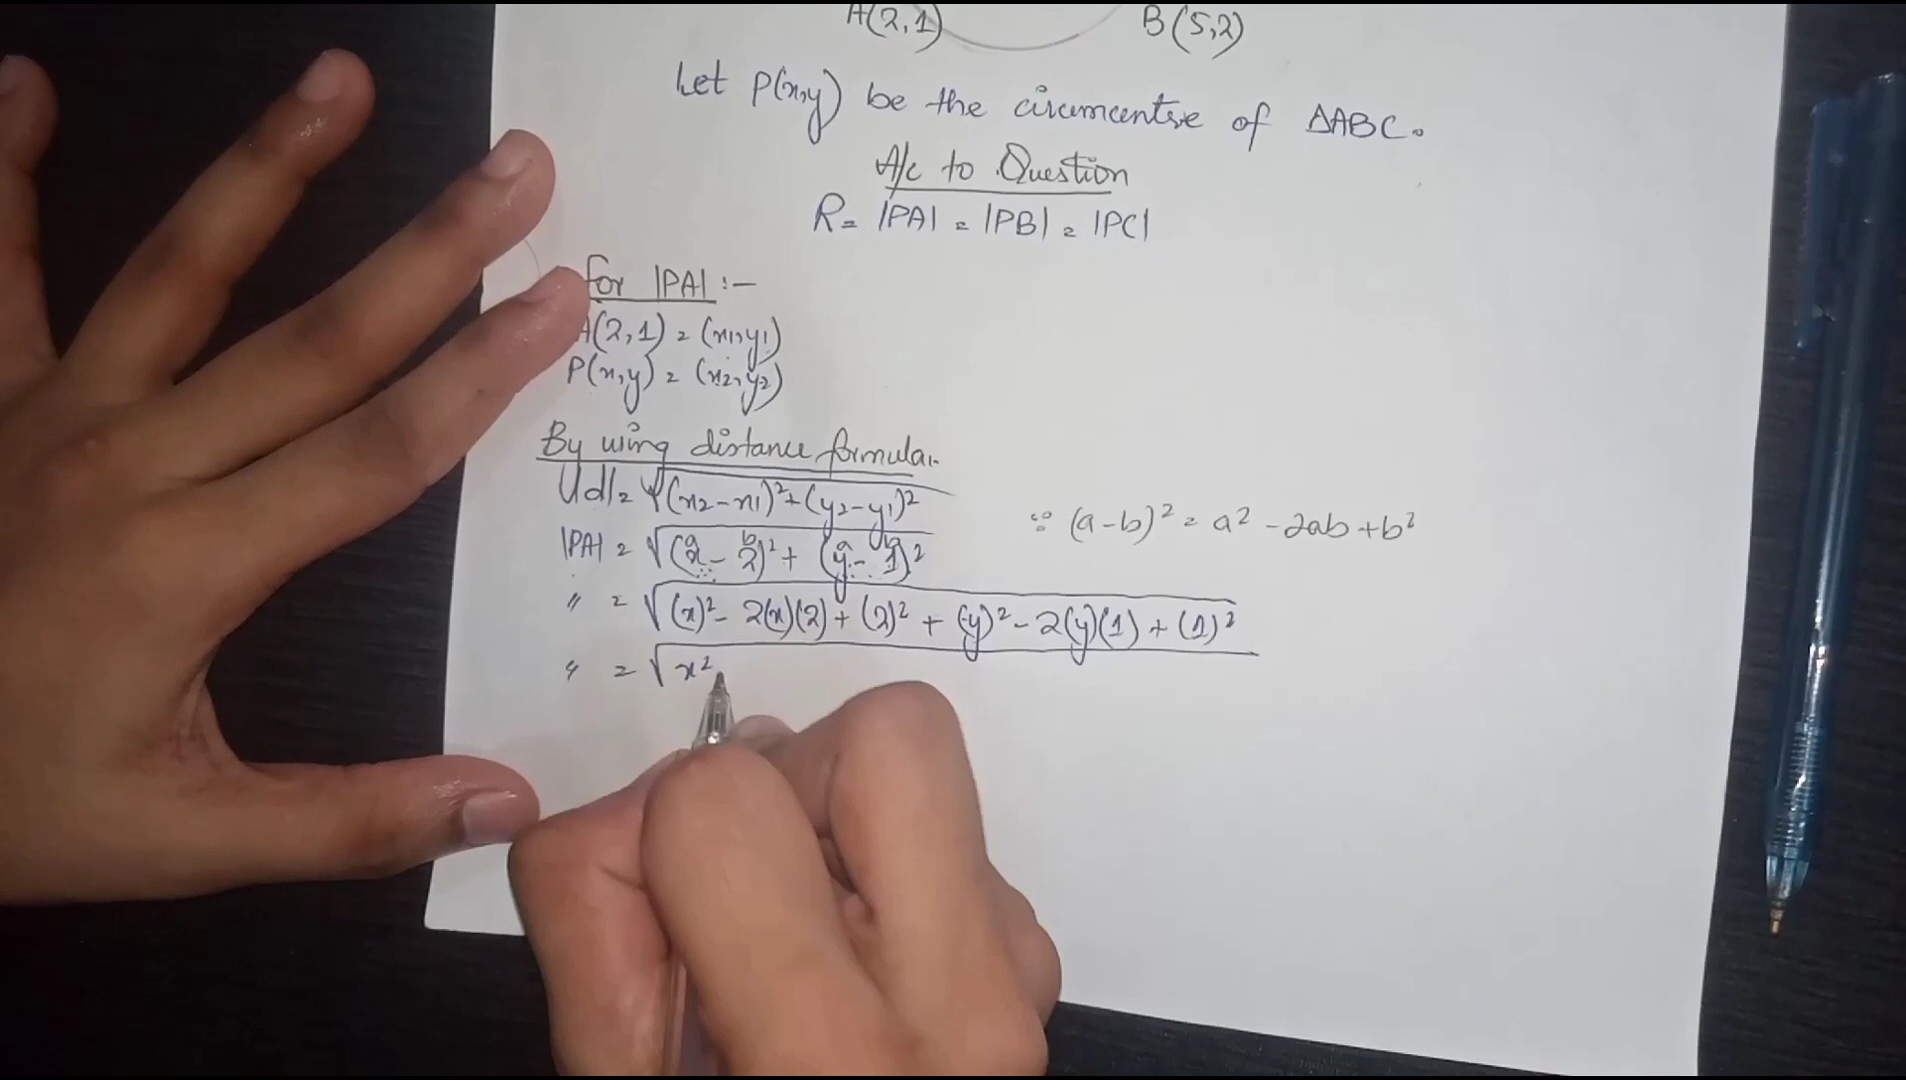 A(2,1) B(5,2)
Let P(x,y) be the circumcentre of ΔABC.
A/c to Question
R = |PA| = |PB| = |PC|
for |PA| :-
A(2,1) = (x1,y1)
P(x,y) = (x2,y2)
By using distance formula:-
|d| = √(x2-x1)²+(y2-y1)²
∵ (a-b)² = a² - 2ab + b²
|PA| = √(x - 2)² + (y - 1)²
a b a b
〃 = √(x)² - 2(x)(2) + (2)² + (y)² - 2(y)(1) + (1)²
〃 = √x²